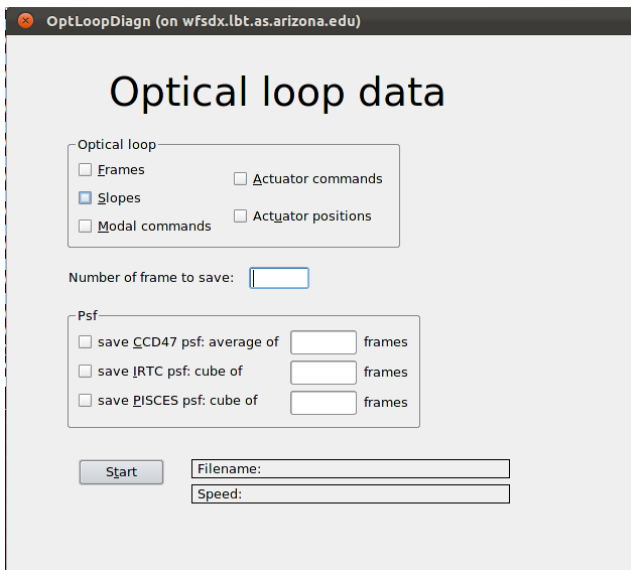 OptLoopDiagn (on wfsdx.lbt.as.arizona.edu)
Optical loop data
Optical loop
Frames
Actuator commands
Slopes
Actuator positions
Modal commands
Number of frame to save:
Psf
save CCD47 psf: average of frames
save IRTC psf: cube of frames
save PISCES psf: cube of frames
Start
Filename:
Speed: